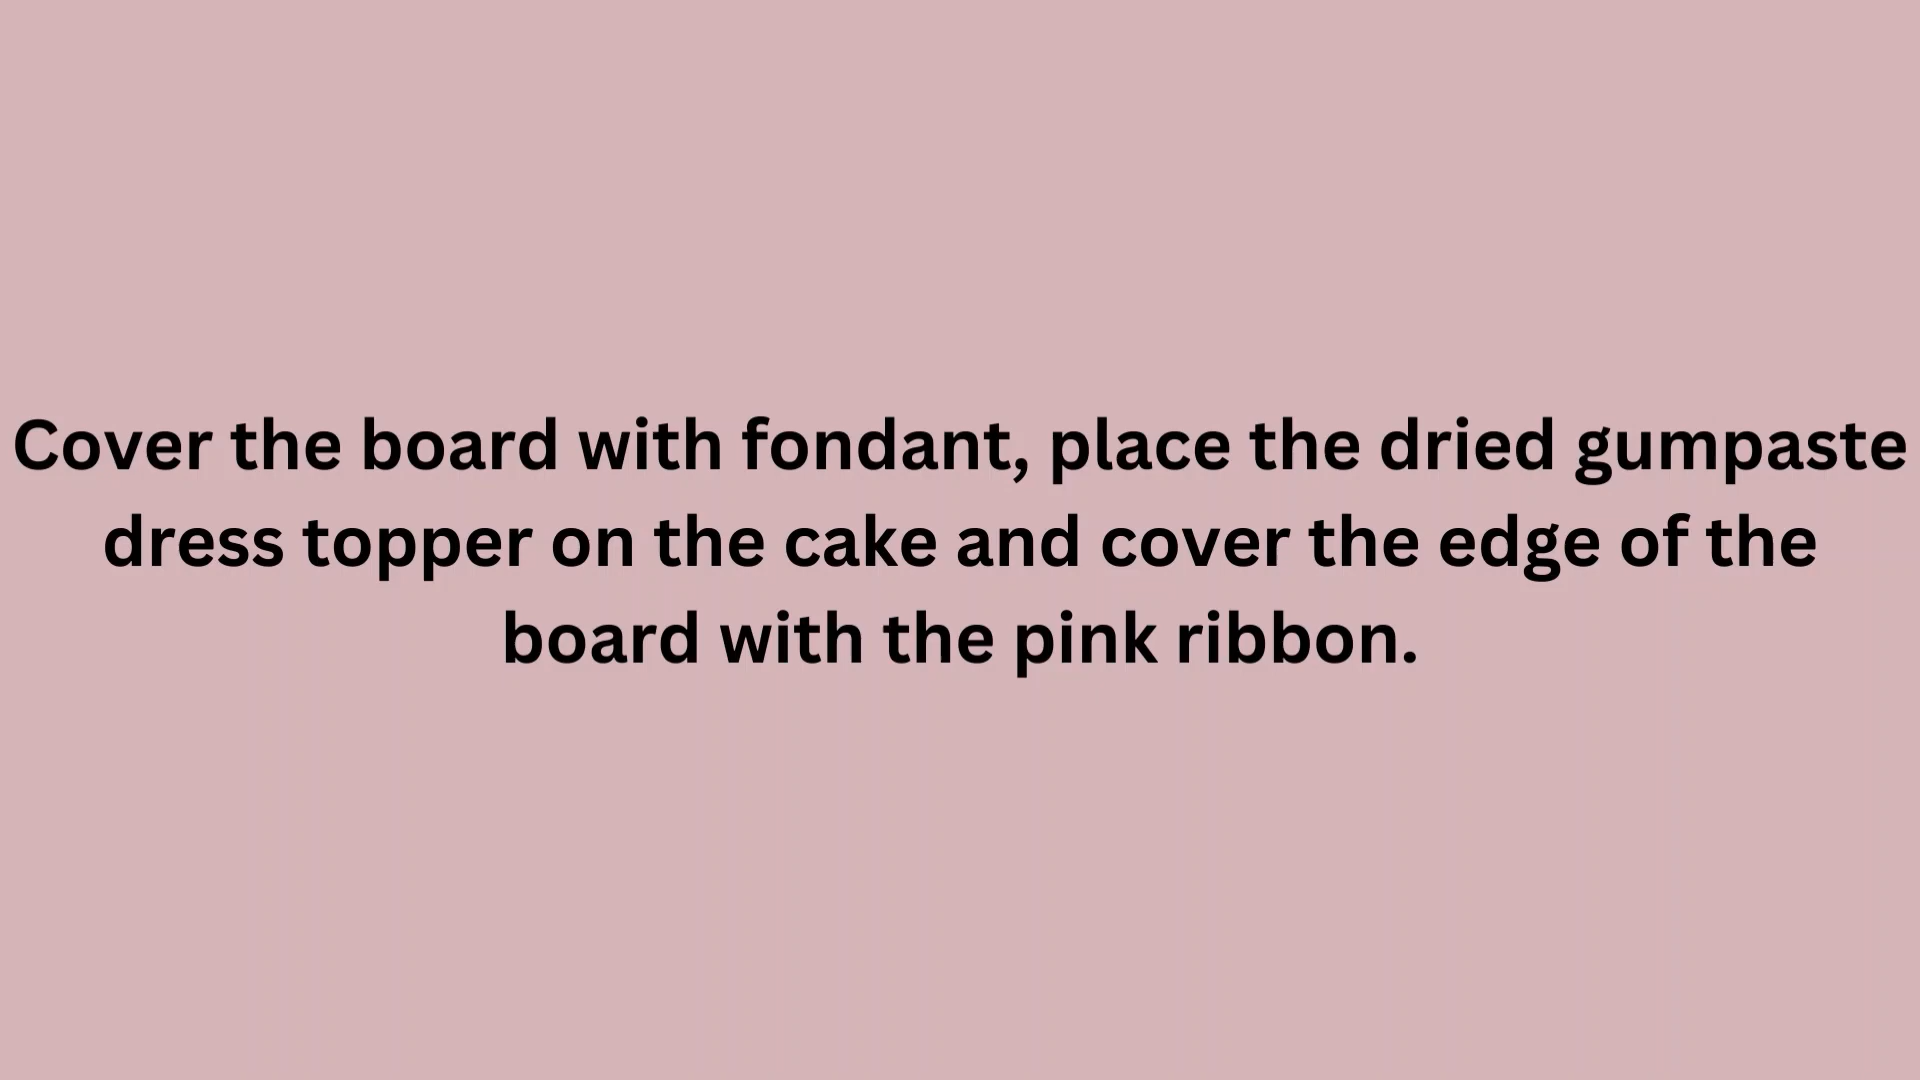 Cover the board with fondant, place the dried gumpaste
dress topper on the cake and cover the edge of the
board with the pink ribbon.